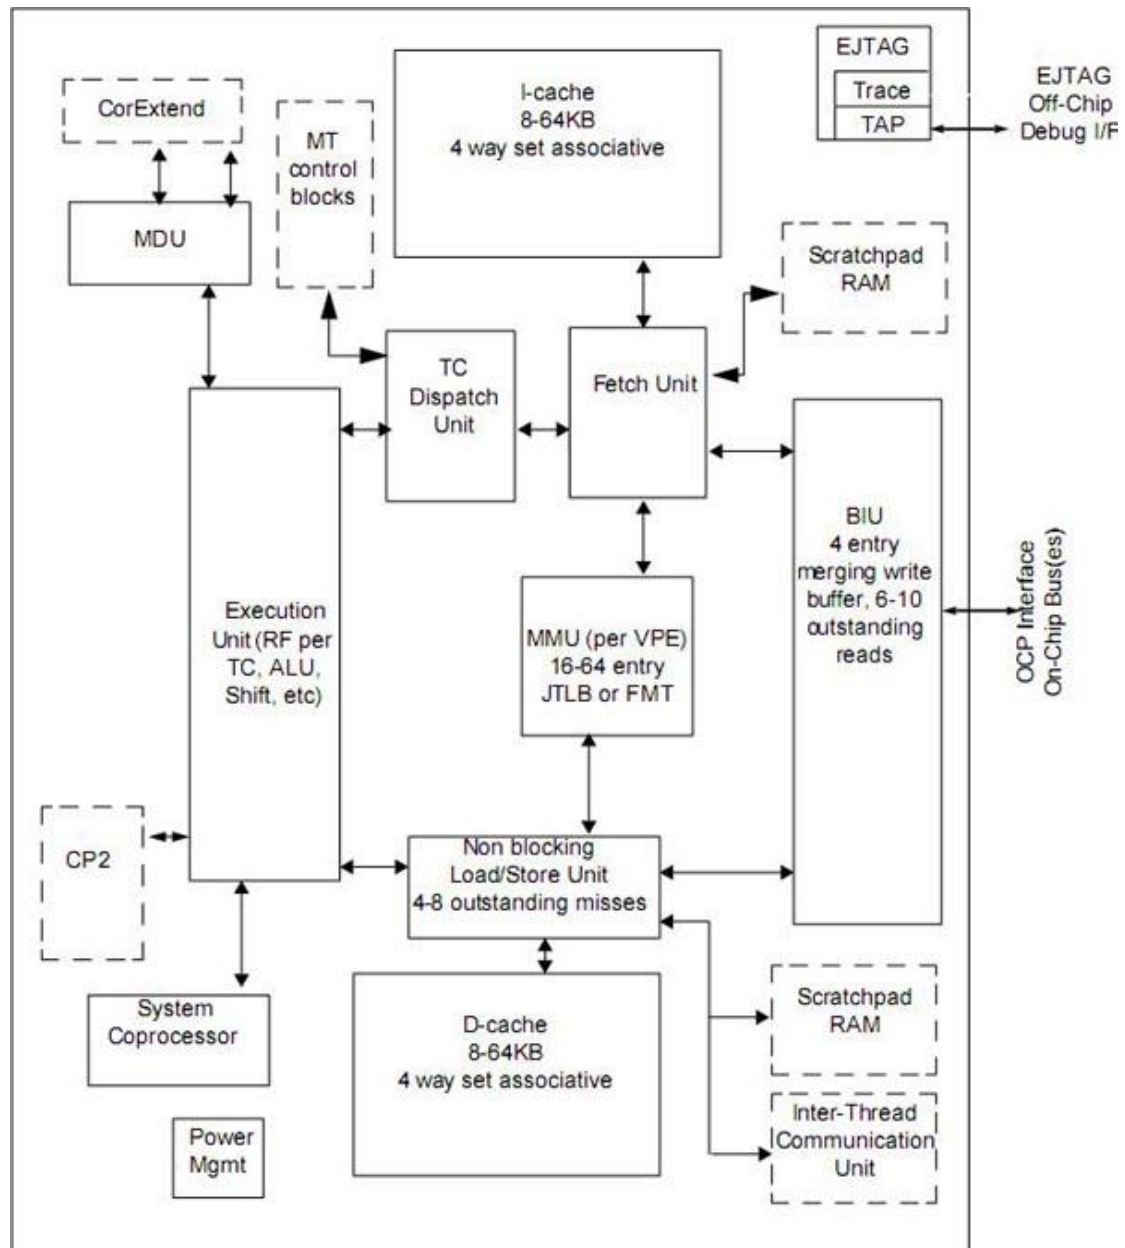 EJTAG
Trace
TAP
EJTAG
Off-Chip
Debug I/F
CorExtend
MT
control
blocks
I-cache
8-64KB
4 way set associative
MDU
Scratchpad
RAM
TC
Dispatch
Unit
Fetch Unit
BIU
4 entry
merging write
buffer, 6-10
outstanding
reads
OCP Interface
On-Chip Bus(es)
Execution
Unit (RF per
TC, ALU,
Shift, etc)
MMU (per VPE)
16-64 entry
JTLB or FMT
CP2
Non blocking
Load/Store Unit
4-8 outstanding misses
System
Coprocessor
D-cache
8-64KB
4 way set associative
Scratchpad
RAM
Inter-Thread
Communication
Unit
Power
Mgmt